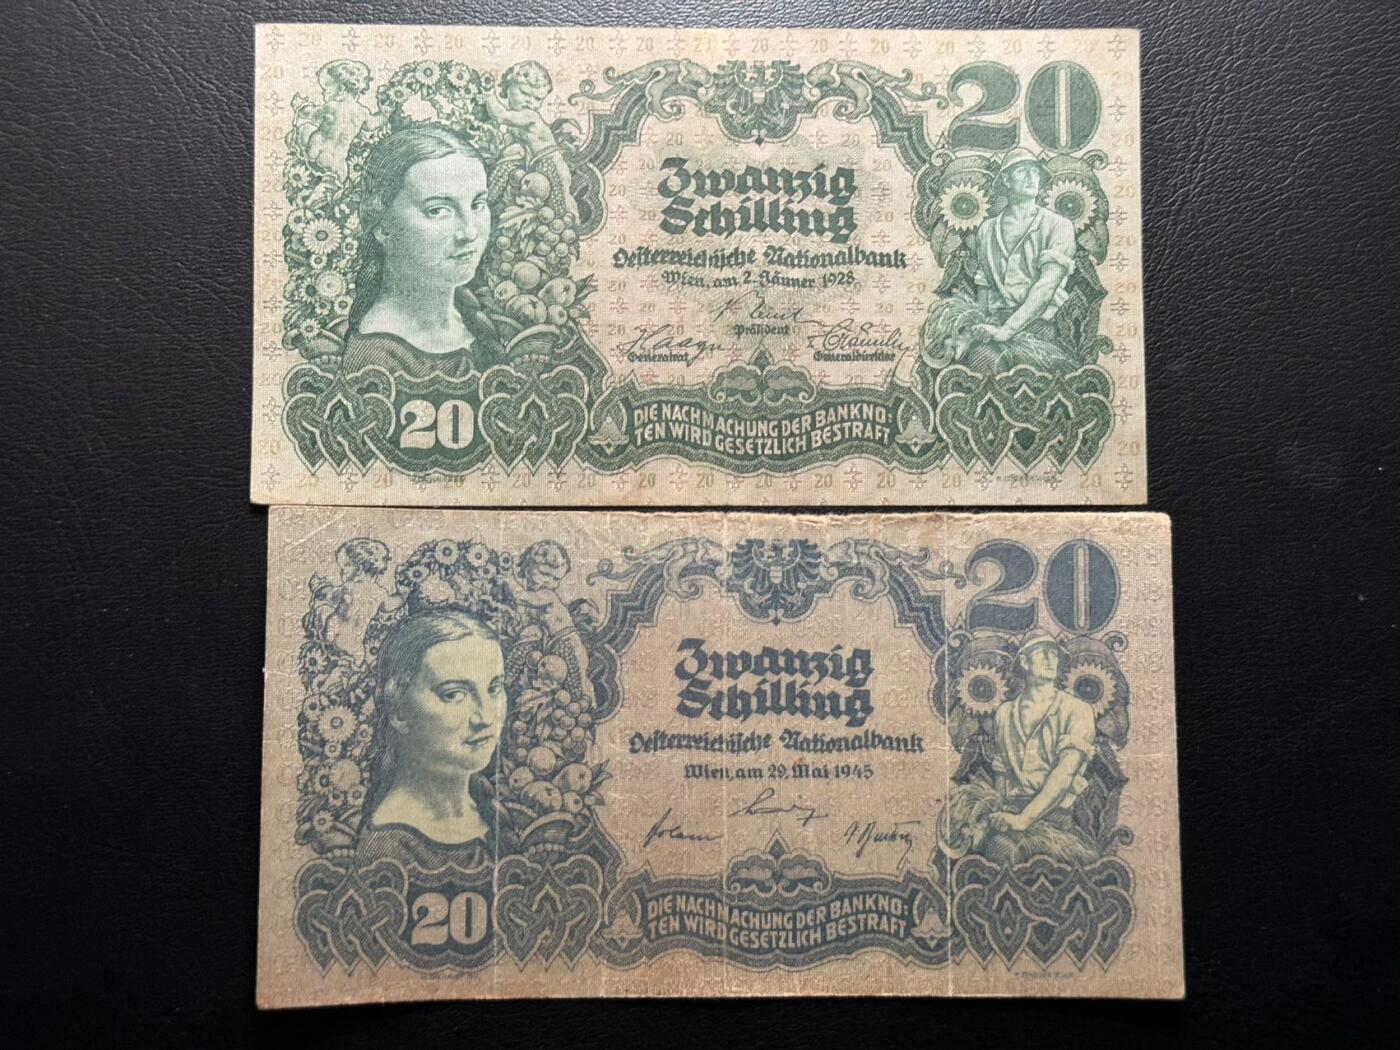 20
Zwanzig
Schilling
Oesterreichische Nationalbank
Wien, am 2. Jänner 1928
Präsident
Generalrat
Generaldirektor
20
DIE NACHMACHUNG DER BANKNO:
TEN WIRD GESETZLICH BESTRAFT
20
Zwanzig
Schilling
Oesterreichische Nationalbank
Wien, am 29. Mai 1945
20
DIE NACHMACHUNG DER BANKNO:
TEN WIRD GESETZLICH BESTRAFT